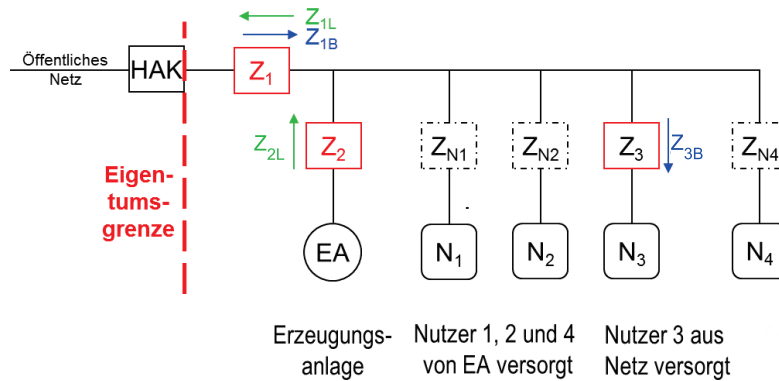 Z1L
Z1B
Öffentliches
Netz
HAK
Z1
Z2L
Z2
ZN1
ZN2
Z3
Z3B
ZN4
Eigen-
tums-
grenze
EA
N1
N2
N3
N4
Erzeugungs-
anlage
Nutzer 1, 2 und 4
von EA versorgt
Nutzer 3 aus
Netz versorgt